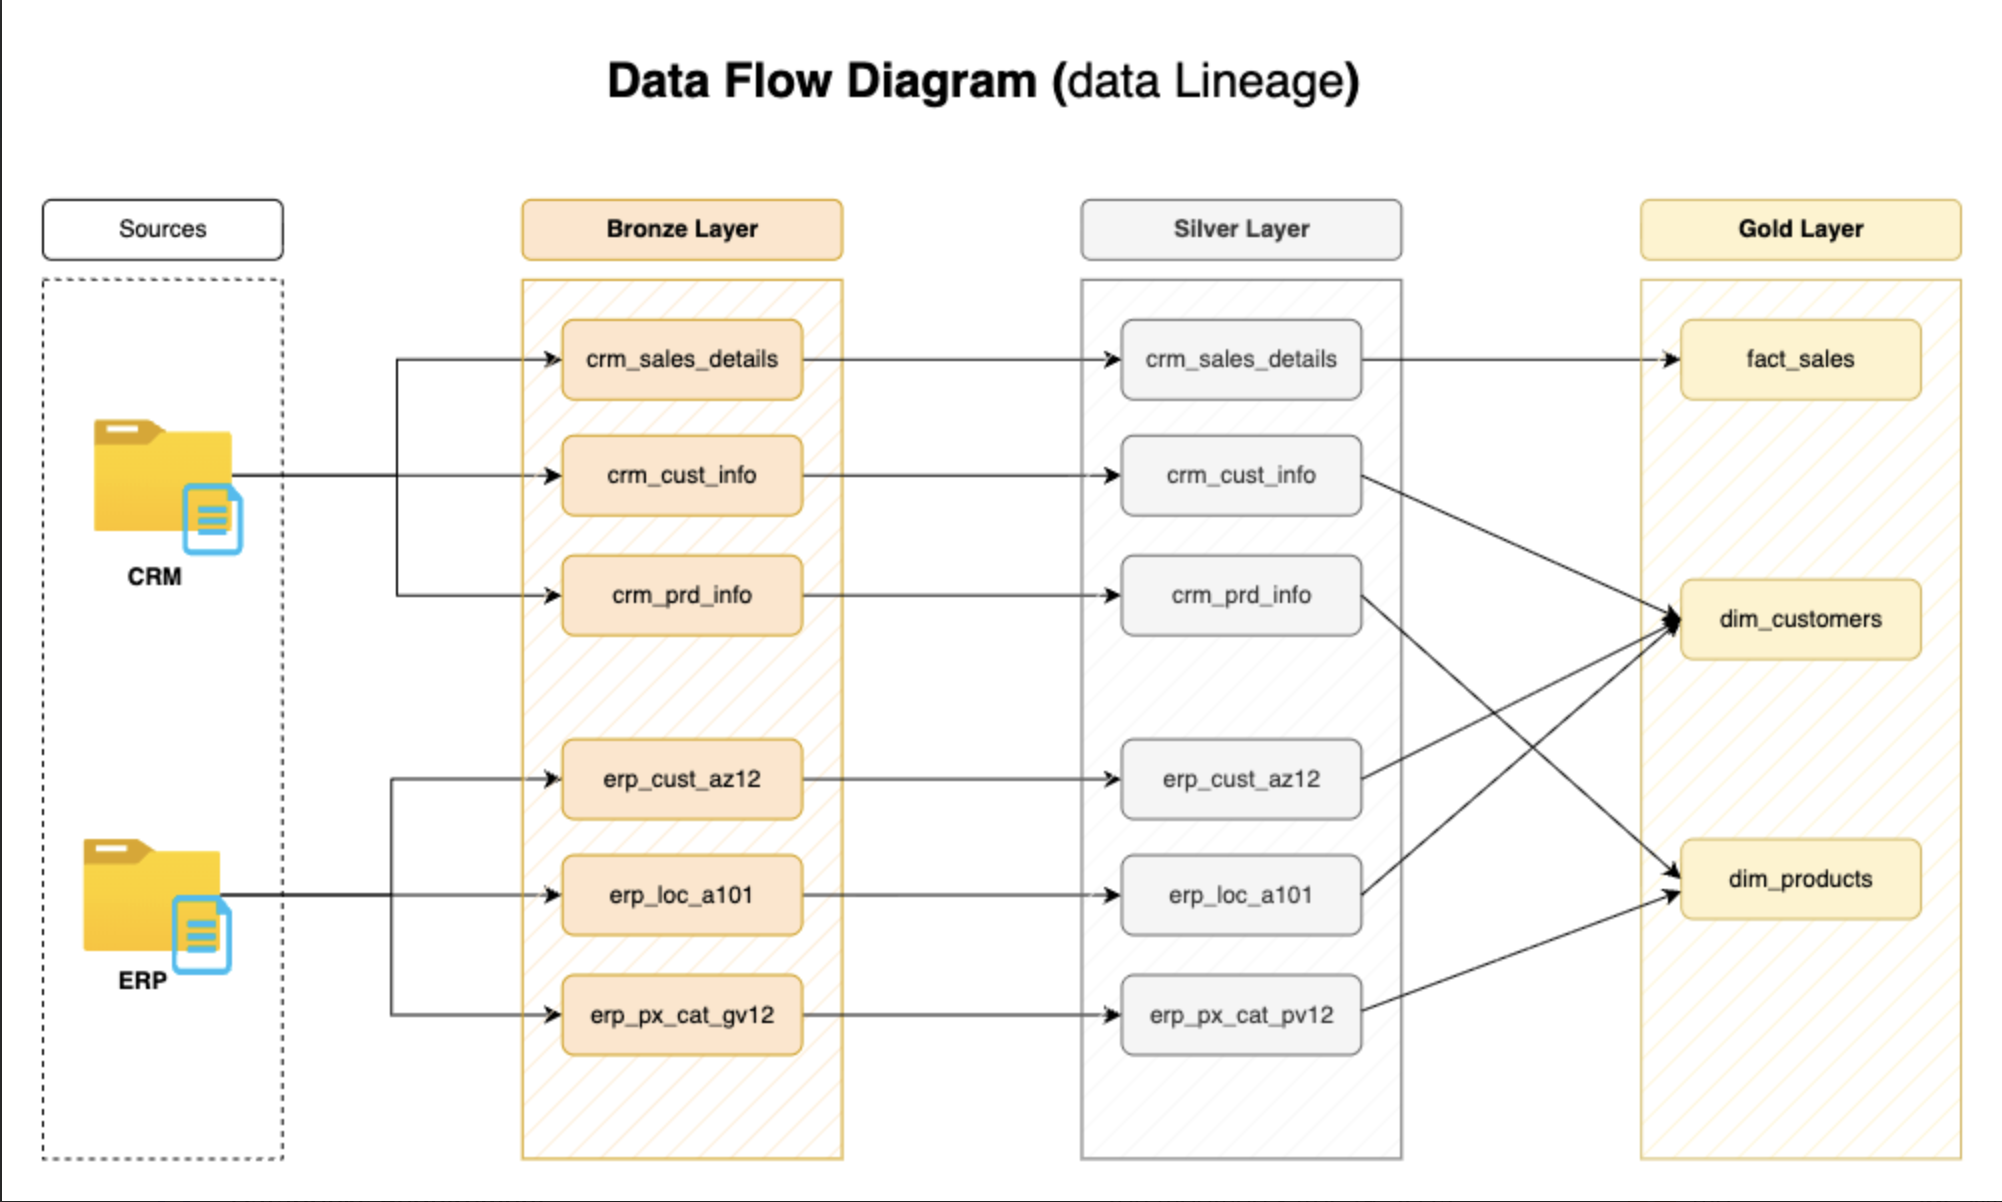 Data Flow Diagram (data Lineage)
Sources
Bronze Layer
Silver Layer
Gold Layer
crm_sales_details
crm_sales_details
fact_sales
crm_cust_info
crm_cust_info
CRM
crm_prd_info
crm_prd_info
dim_customers
erp_cust_az12
erp_cust_az12
erp_loc_a101
erp_loc_a101
dim_products
ERP
erp_px_cat_gv12
erp_px_cat_pv12